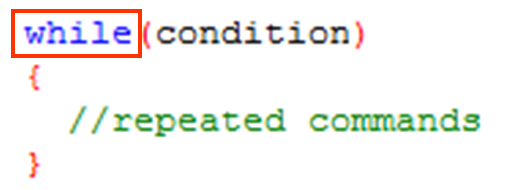 while(condition)
{
//repeated commands
}